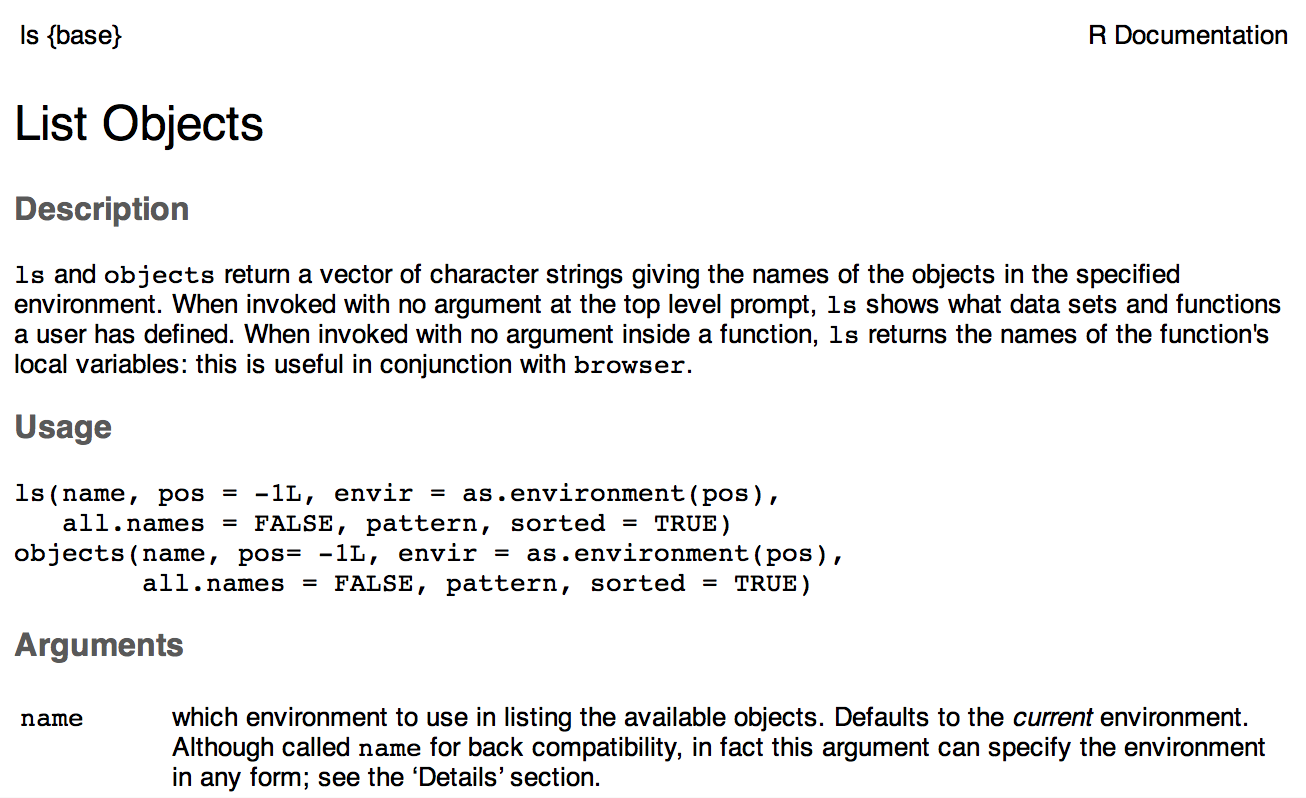 ls {base}
R Documentation
List Objects
Description
ls and objects return a vector of character strings giving the names of the objects in the specified
environment. When invoked with no argument at the top level prompt, ls shows what data sets and functions
a user has defined. When invoked with no argument inside a function, ls returns the names of the function's
local variables: this is useful in conjunction with browser.
Usage
ls(name, pos = -1L, envir = as.environment(pos),
   all.names = FALSE, pattern, sorted = TRUE)
objects(name, pos= -1L, envir = as.environment(pos),
        all.names = FALSE, pattern, sorted = TRUE)
Arguments
name which environment to use in listing the available objects. Defaults to the current environment.
Although called name for back compatibility, in fact this argument can specify the environment
in any form; see the ‘Details’ section.